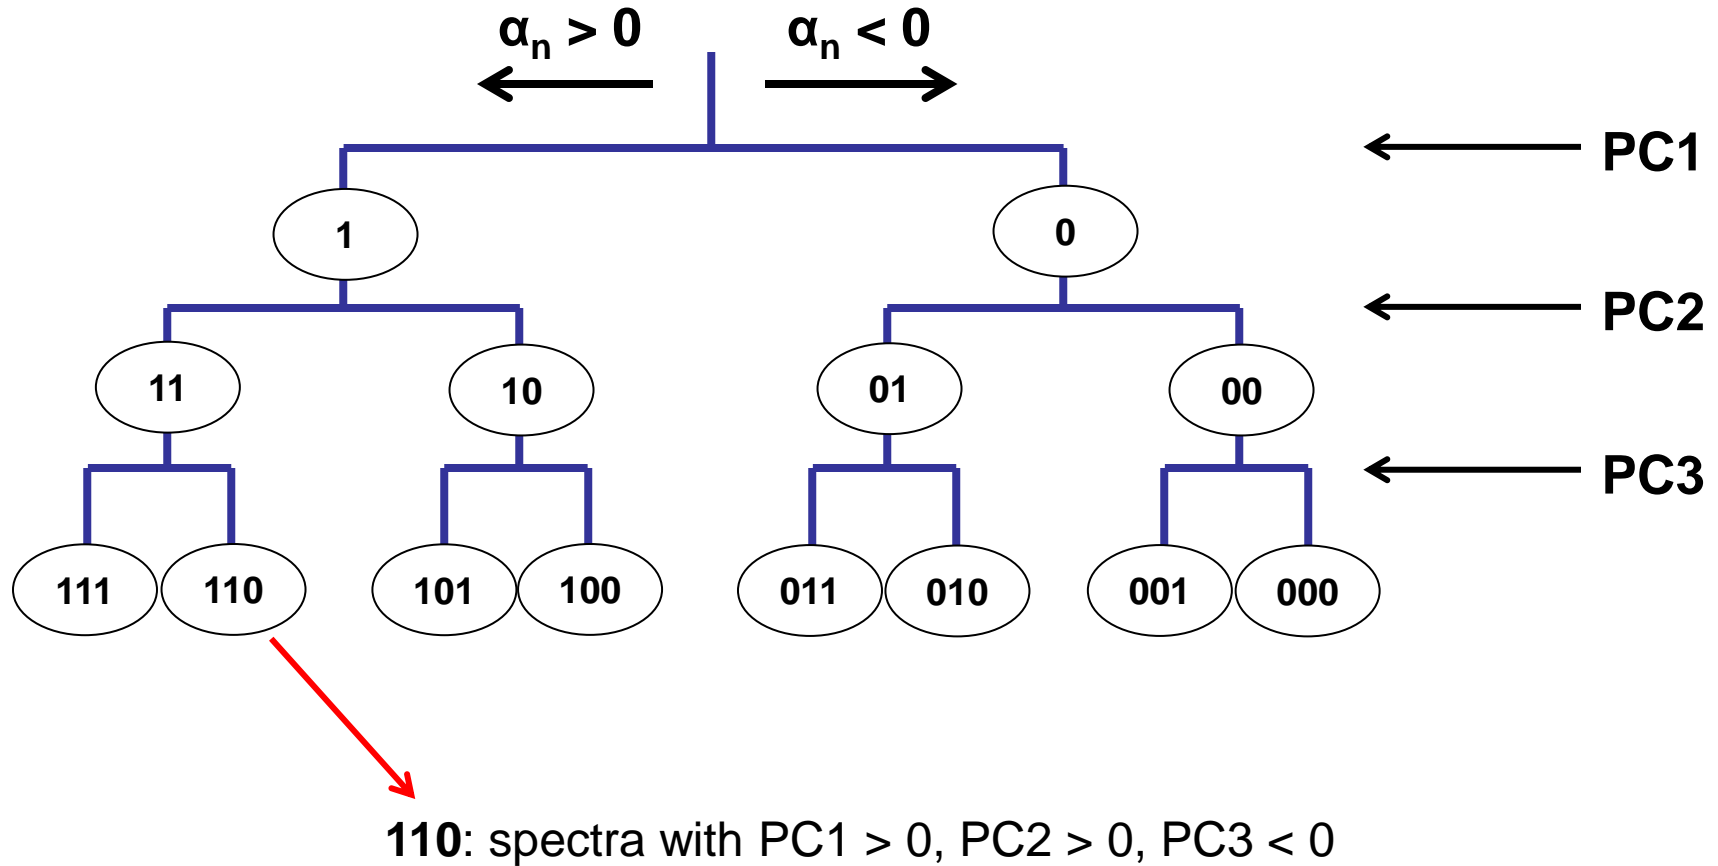 αn > 0 αn < 0
PC1
1 0
PC2
11 10 01 00
PC3
111 110 101 100 011 010 001 000
110: spectra with PC1 > 0, PC2 > 0, PC3 < 0